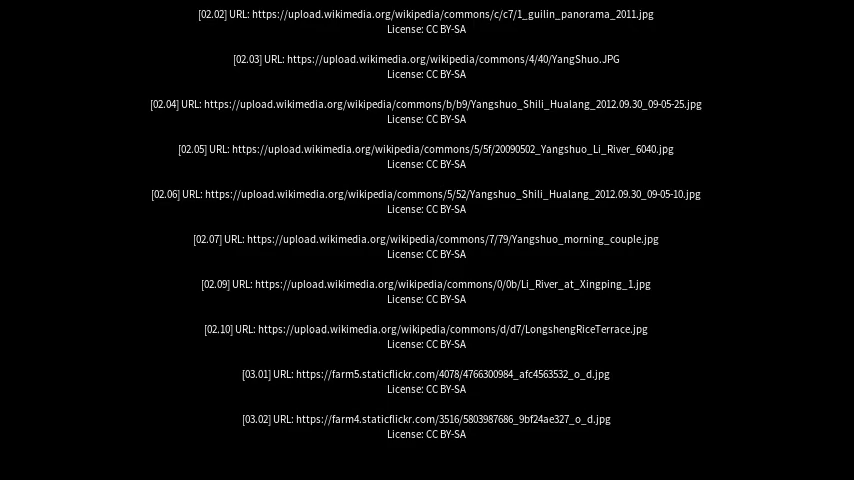 [02.02] URL: https://upload.wikimedia.org/wikipedia/commons/c/c7/1_guilin_panorama_2011.jpg
License: CC BY-SA
[02.03] URL: https://upload.wikimedia.org/wikipedia/commons/4/40/YangShuo.JPG
License: CC BY-SA
[02.04] URL: https://upload.wikimedia.org/wikipedia/commons/b/b9/Yangshuo_Shili_Hualang_2012.09.30_09-05-25.jpg
License: CC BY-SA
[02.05] URL: https://upload.wikimedia.org/wikipedia/commons/5/5f/20090502_Yangshuo_Li_River_6040.jpg
License: CC BY-SA
[02.06] URL: https://upload.wikimedia.org/wikipedia/commons/5/52/Yangshuo_Shili_Hualang_2012.09.30_09-05-10.jpg
License: CC BY-SA
[02.07] URL: https://upload.wikimedia.org/wikipedia/commons/7/79/Yangshuo_morning_couple.jpg
License: CC BY-SA
[02.09] URL: https://upload.wikimedia.org/wikipedia/commons/0/0b/Li_River_at_Xingping_1.jpg
License: CC BY-SA
[02.10] URL: https://upload.wikimedia.org/wikipedia/commons/d/d7/LongshengRiceTerrace.jpg
License: CC BY-SA
[03.01] URL: https://farm5.staticflickr.com/4078/4766300984_afc4563532_o_d.jpg
License: CC BY-SA
[03.02] URL: https://farm4.staticflickr.com/3516/5803987686_9bf24ae327_o_d.jpg
License: CC BY-SA